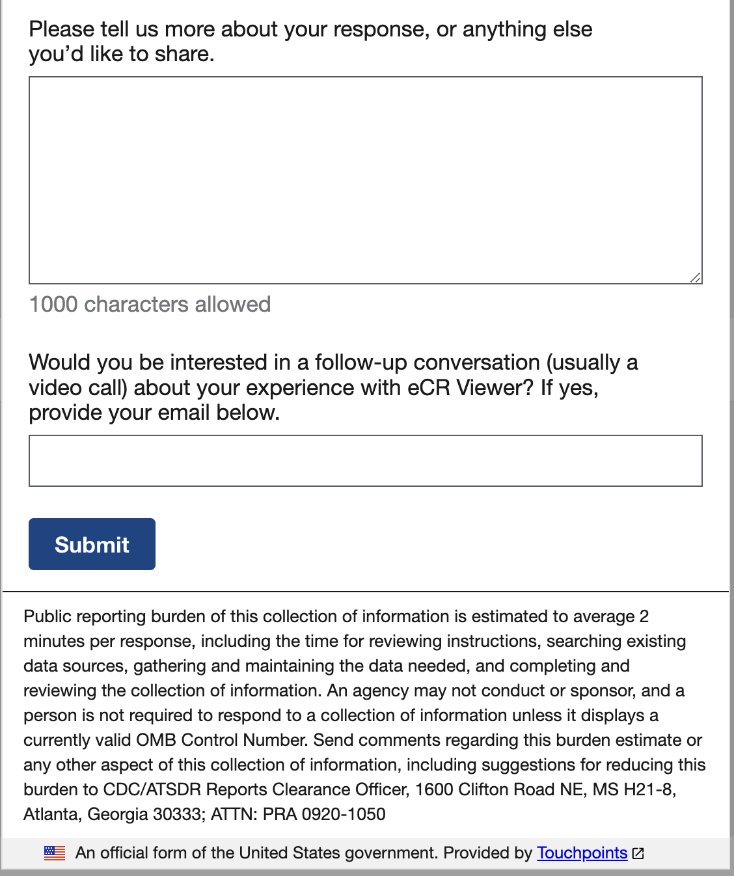 Please tell us more about your response, or anything else
you’d like to share.
1000 characters allowed
Would you be interested in a follow-up conversation (usually a
video call) about your experience with eCR Viewer? If yes,
provide your email below.
Submit
Public reporting burden of this collection of information is estimated to average 2
minutes per response, including the time for reviewing instructions, searching existing
data sources, gathering and maintaining the data needed, and completing and
reviewing the collection of information. An agency may not conduct or sponsor, and a
person is not required to respond to a collection of information unless it displays a
currently valid OMB Control Number. Send comments regarding this burden estimate or
any other aspect of this collection of information, including suggestions for reducing this
burden to CDC/ATSDR Reports Clearance Officer, 1600 Clifton Road NE, MS H21-8,
Atlanta, Georgia 30333; ATTN: PRA 0920-1050
An official form of the United States government. Provided by Touchpoints